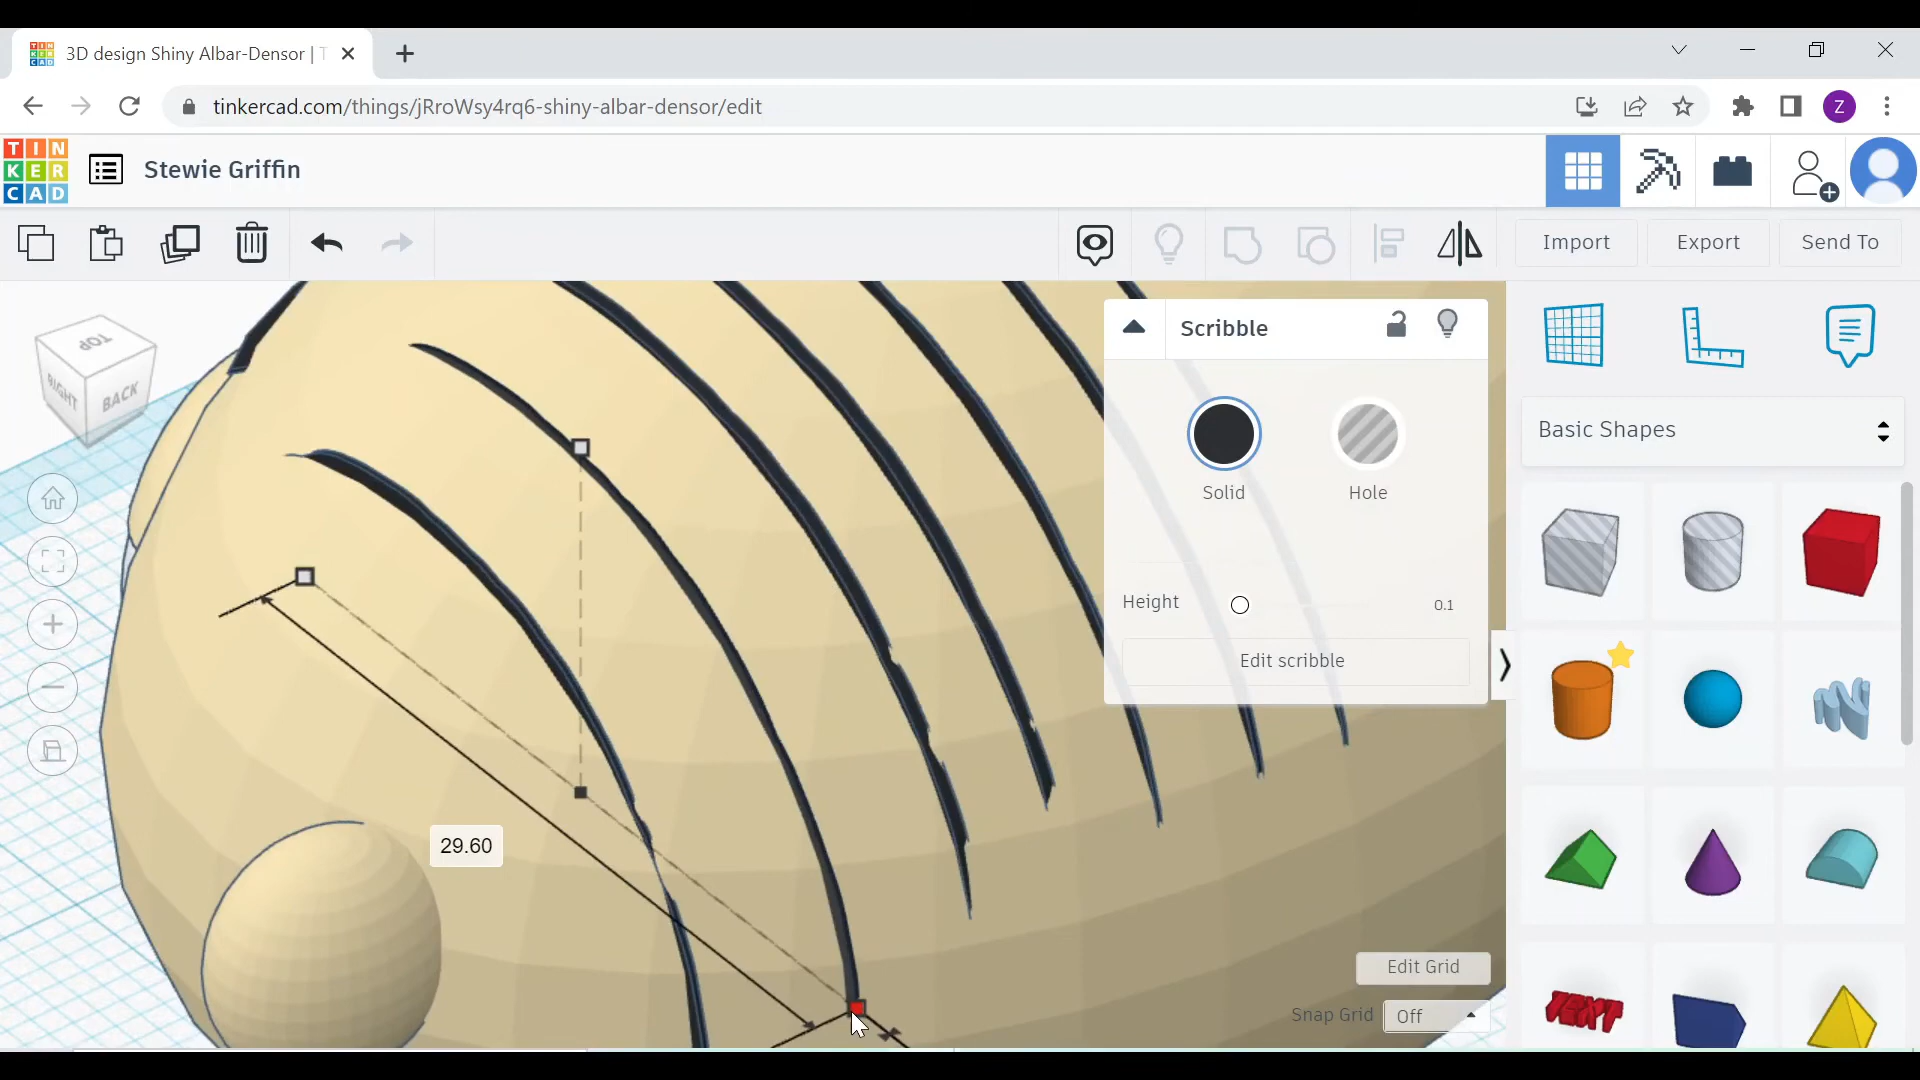 3D design Shiny Albar-Densor | T
tinkercad.com/things/jRroWsy4rq6-shiny-albar-densor/edit
Z
TIN
KER
CAD
Stewie Griffin
Import
Export
Send To
TOP
RIGHT
BACK
Scribble
Solid
Hole
Height
0.1
Edit scribble
29.60
Edit Grid
Snap Grid
Off
Basic Shapes
TEXT